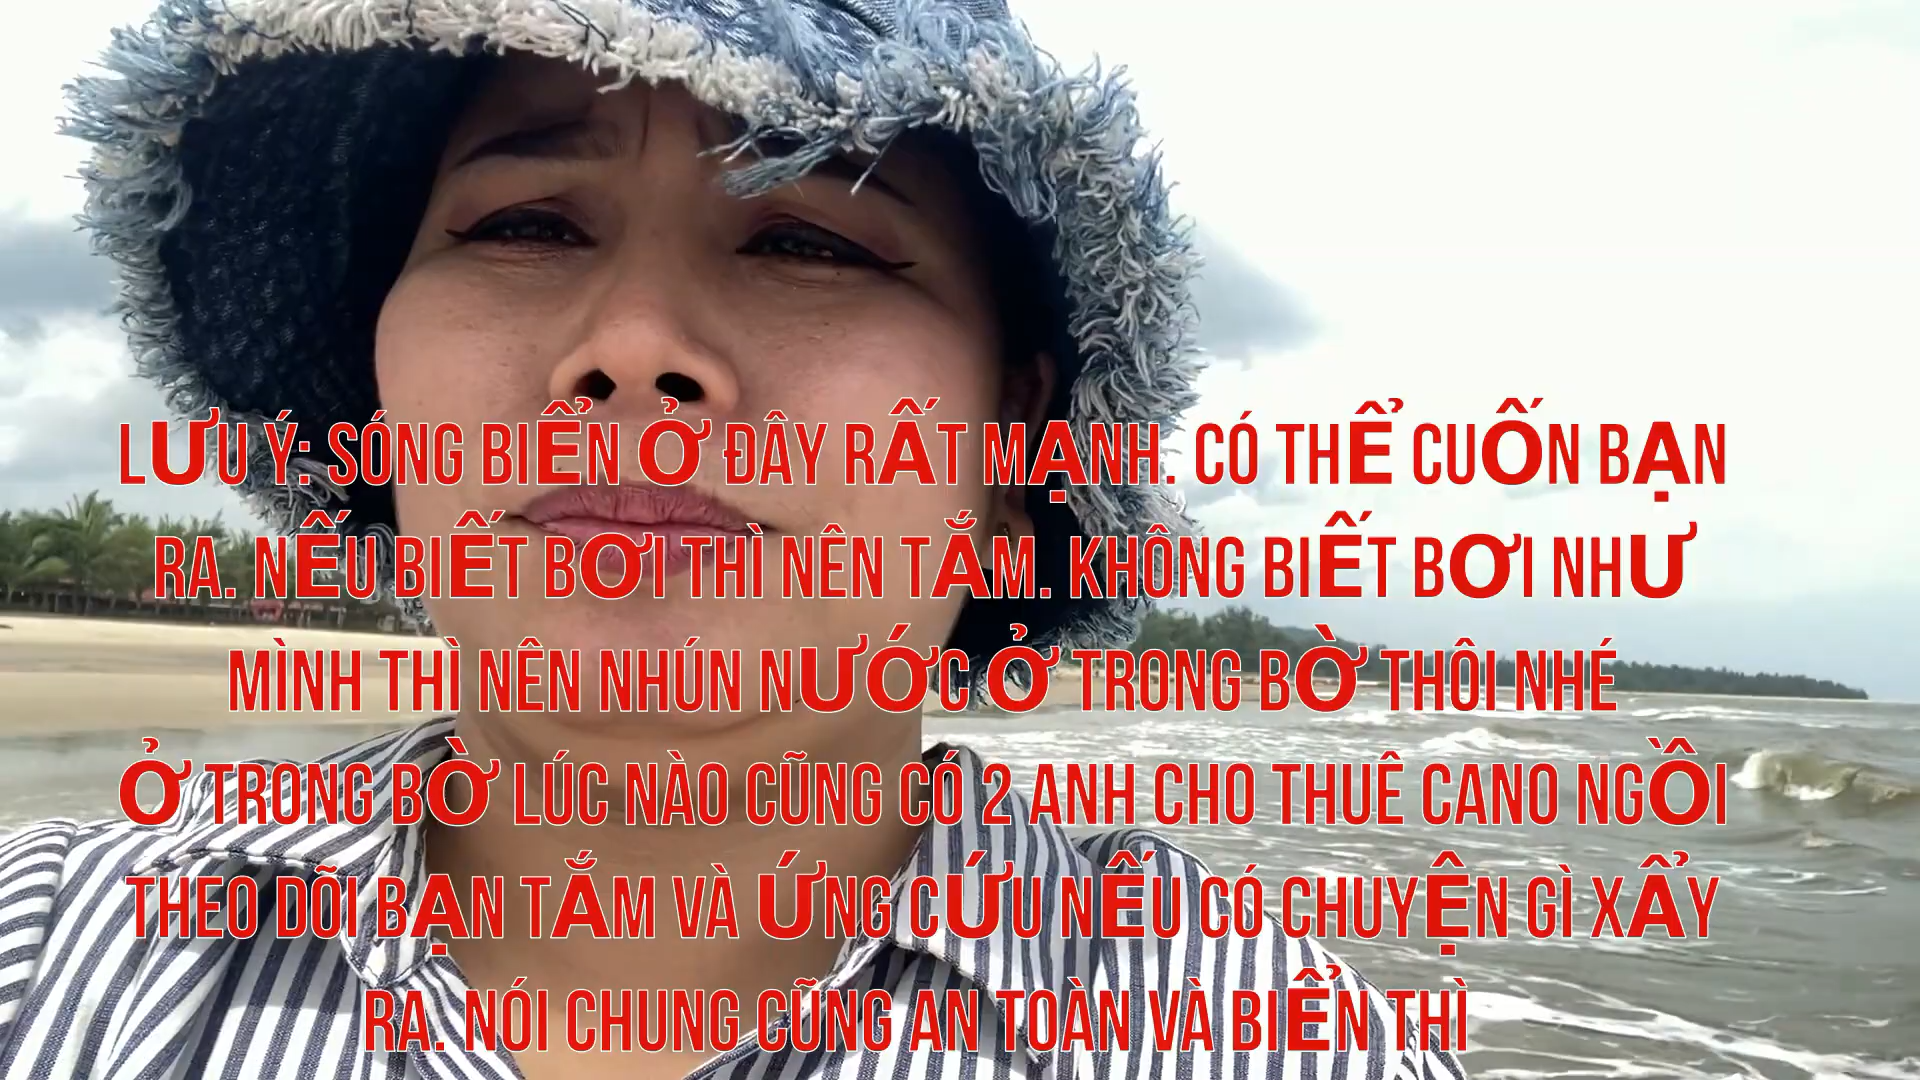 LƯU Ý: SÓNG BIỂN Ở ĐÂY RẤT MẠNH. CÓ THỂ CUỐN BẠN
RA. NẾU BIẾT BƠI THÌ NÊN TẮM. KHÔNG BIẾT BƠI NHƯ
MÌNH THÌ NÊN NHÚN NƯỚC Ở TRONG BỜ THÔI NHÉ
Ở TRONG BỜ LÚC NÀO CŨNG CÓ 2 ANH CHO THUÊ CANO NGỒI
THEO DÕI BẠN TẮM VÀ ỨNG CỨU NẾU CÓ CHUYỆN GÌ XẨY
RA. NÓI CHUNG CŨNG AN TOÀN VÀ BIỂN THÌ